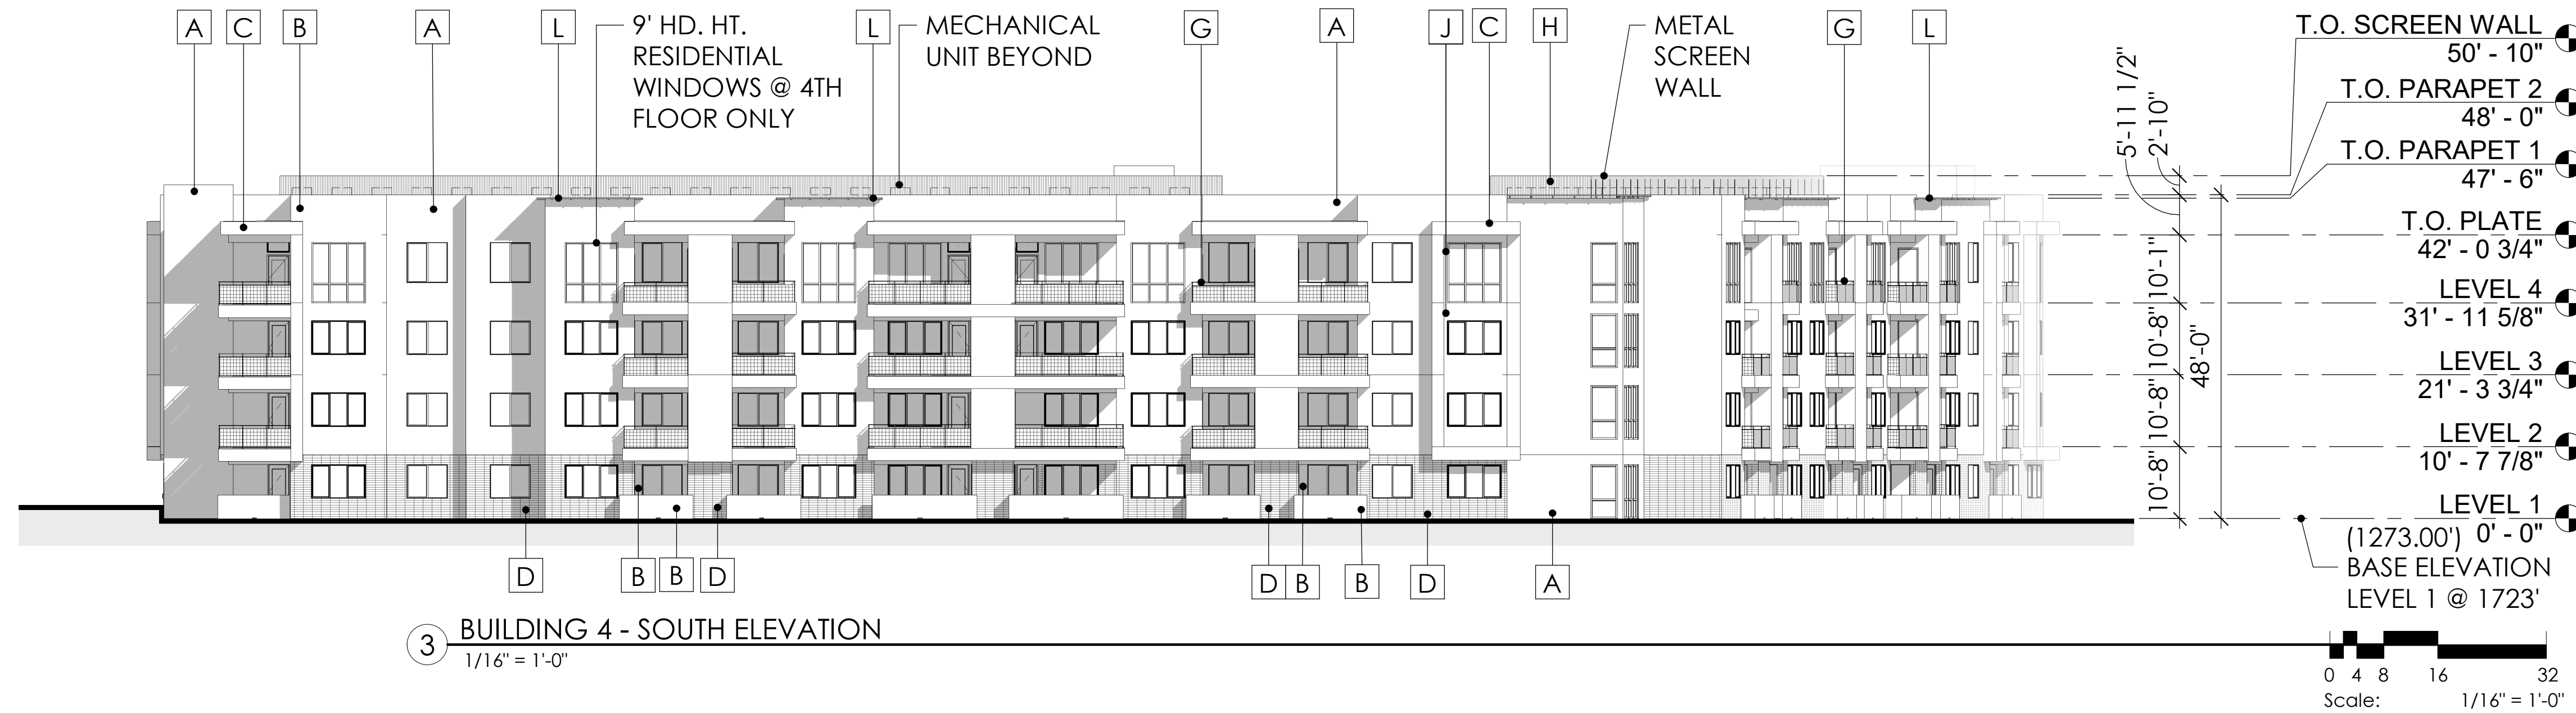 A
C
B
A
L
9' HD. HT.
RESIDENTIAL
WINDOWS @ 4TH
FLOOR ONLY
L
MECHANICAL
UNIT BEYOND
G
A
J
C
H
METAL
SCREEN
WALL
G
L
5'-11 1/2"
2'-10"
T.O. SCREEN WALL
50' - 10"
T.O. PARAPET 2
48' - 0"
T.O. PARAPET 1
47' - 6"
T.O. PLATE
42' - 0 3/4"
LEVEL 4
31' - 11 5/8"
LEVEL 3
21' - 3 3/4"
LEVEL 2
10' - 7 7/8"
LEVEL 1
0' - 0"
10'-1"
10'-8"
10'-8"
10'-8"
48'-0"
(1273.00')
BASE ELEVATION
LEVEL 1 @ 1723'
D
B
B
D
D
B
B
D
A
3
BUILDING 4 - SOUTH ELEVATION
1/16" = 1'-0"
0 4 8 16 32
Scale: 1/16" = 1'-0"